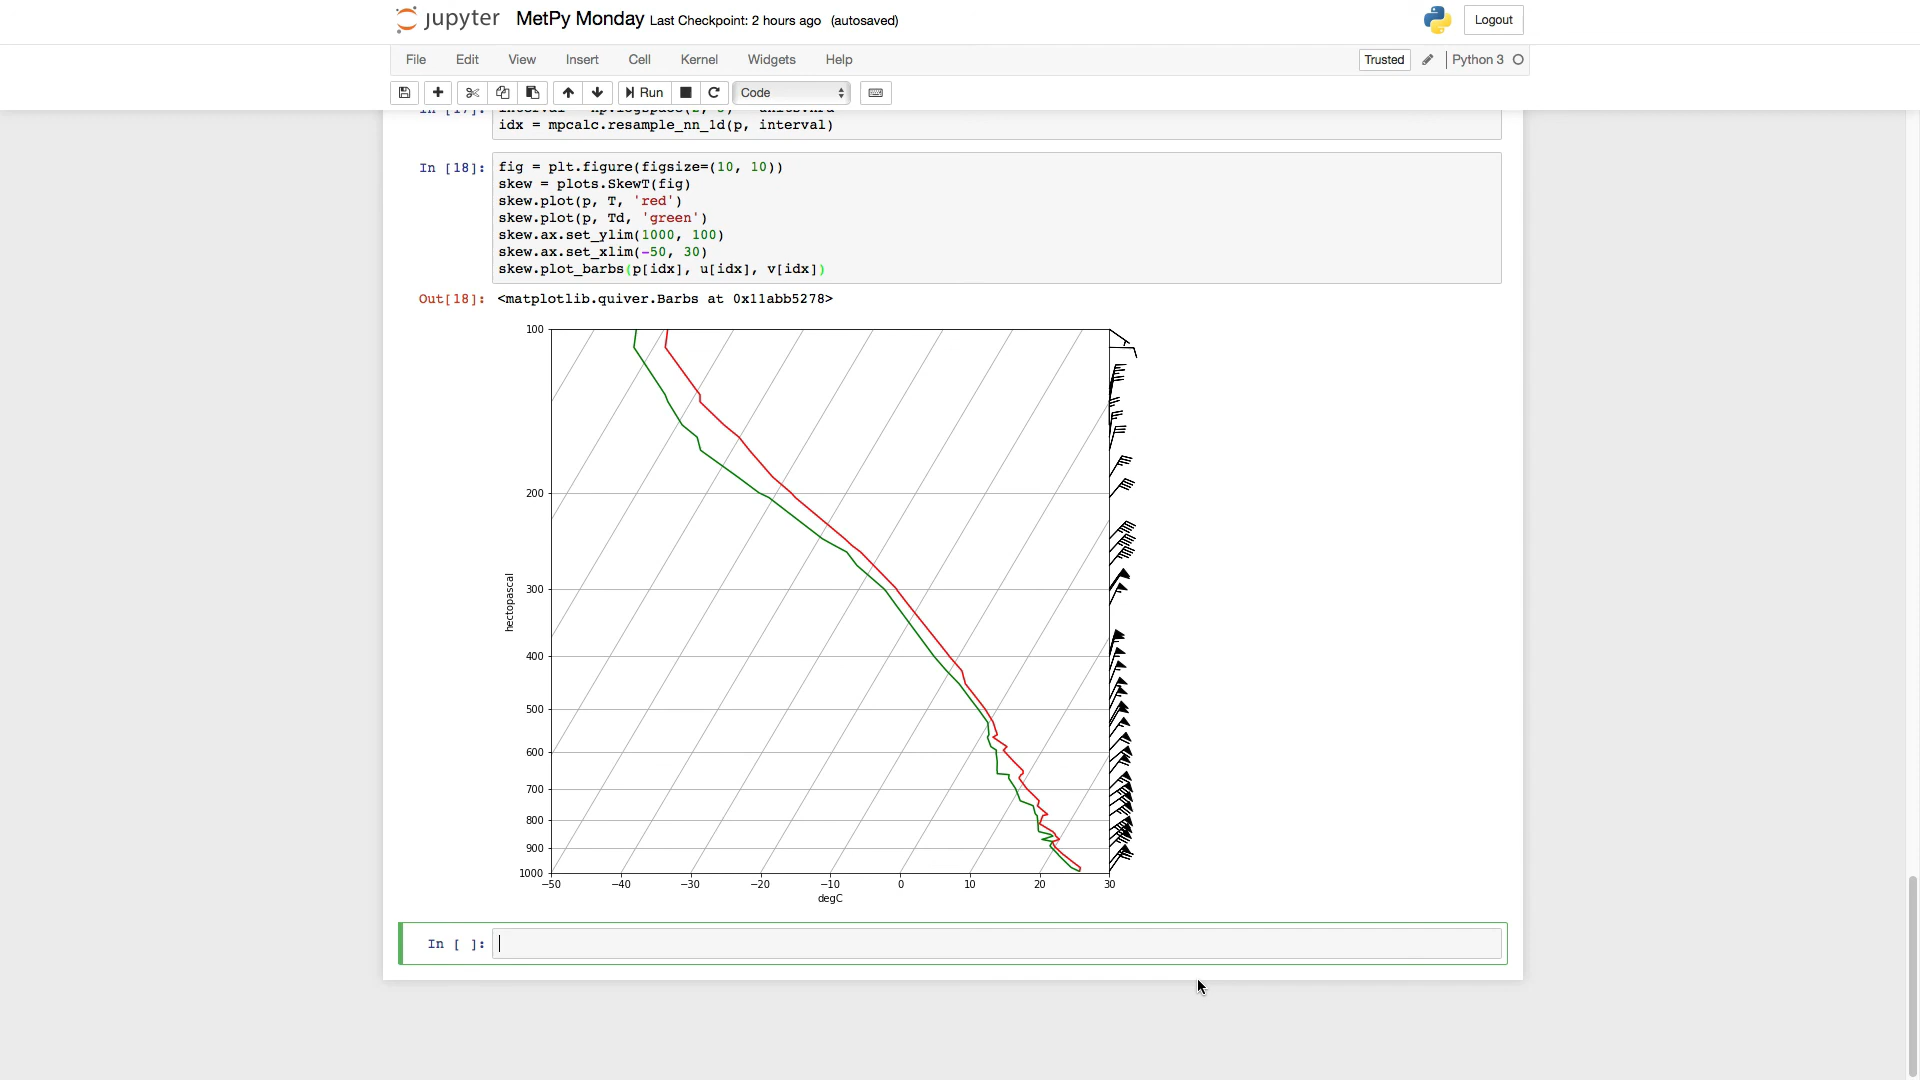 jupyter MetPy Monday Last Checkpoint: 2 hours ago (autosaved)
Logout
File Edit View Insert Cell Kernel Widgets Help
Trusted Python 3
Run Code
idx = mpcalc.resample_nn_1d(p, interval)
In [18]:
fig = plt.figure(figsize=(10, 10))
skew = plots.SkewT(fig)
skew.plot(p, T, 'red')
skew.plot(p, Td, 'green')
skew.ax.set_ylim(1000, 100)
skew.ax.set_xlim(-50, 30)
skew.plot_barbs(p[idx], u[idx], v[idx])
Out[18]: <matplotlib.quiver.Barbs at 0x11abb5278>
100
200
300
hectopascal
400
500
600
700
800
900
1000
−50 −40 −30 −20 −10 0 10 20 30
degC
In [ ]: